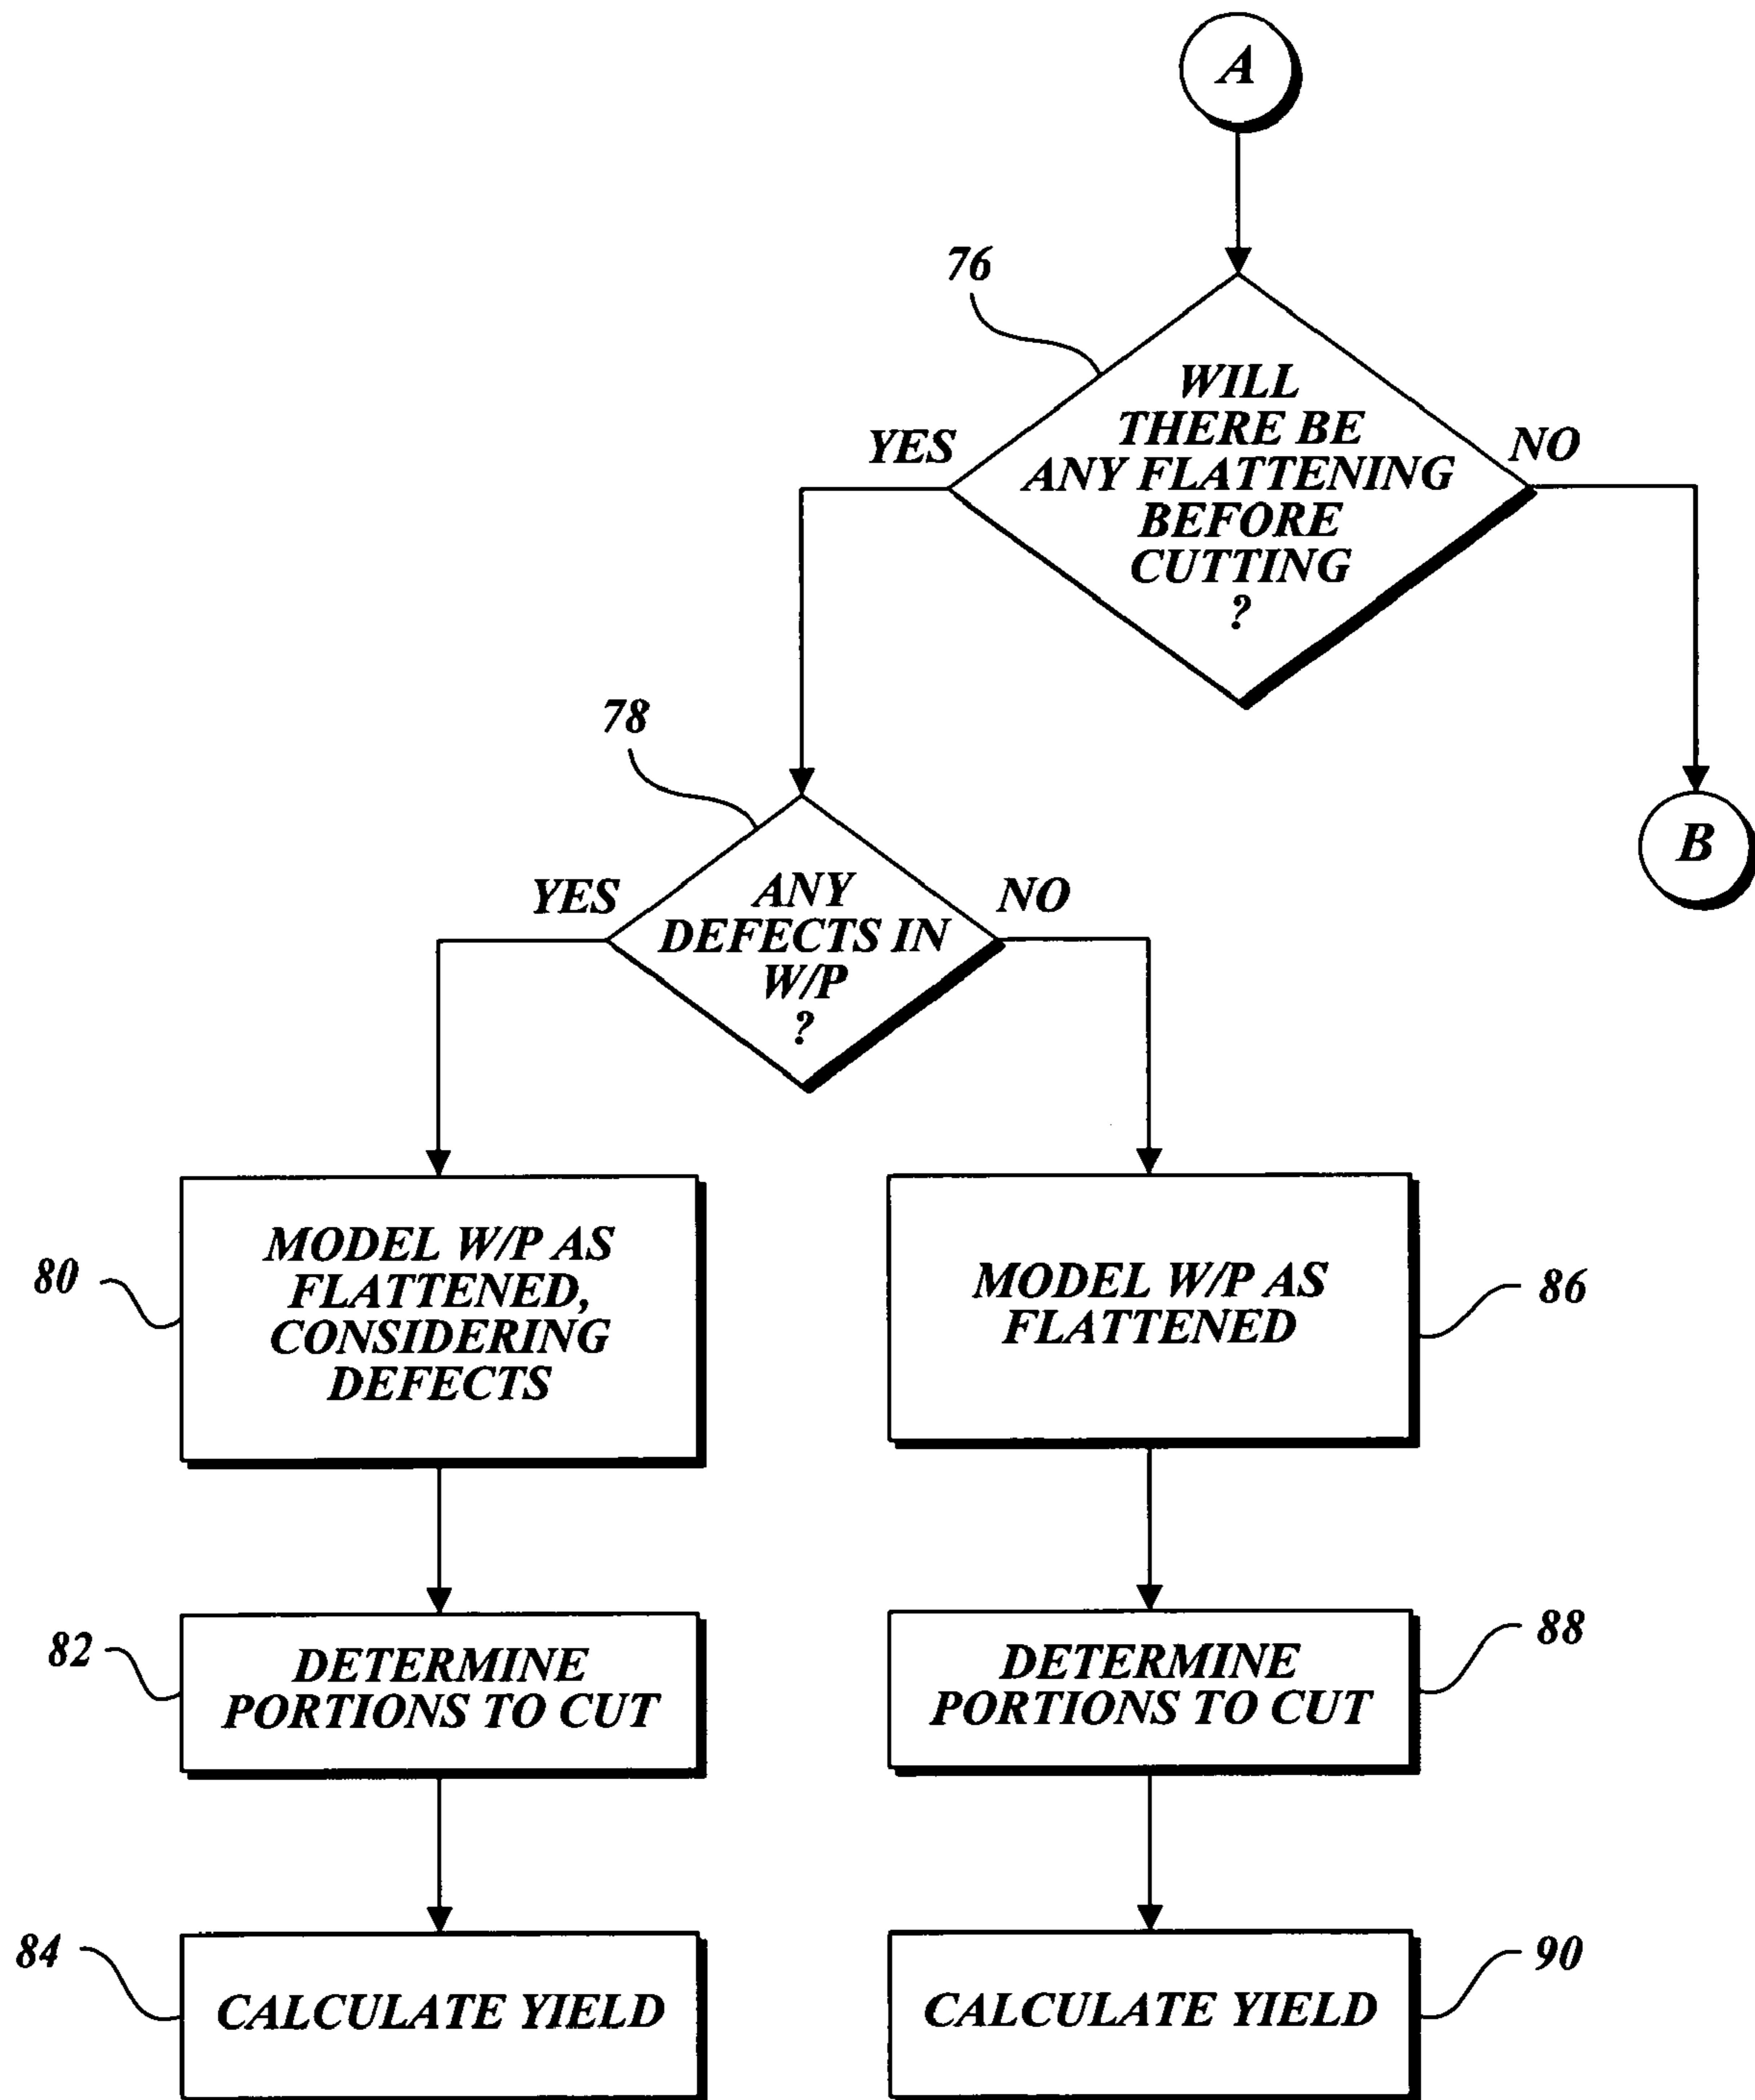 A
76
WILL
THERE BE
ANY FLATTENING
BEFORE
CUTTING
?
YES
NO
78
B
YES
ANY
DEFECTS IN
W/P
?
NO
80
MODEL W/P AS
FLATTENED,
CONSIDERING
DEFECTS
MODEL W/P AS
FLATTENED
86
82
DETERMINE
PORTIONS TO CUT
DETERMINE
PORTIONS TO CUT
88
84
CALCULATE YIELD
CALCULATE YIELD
90